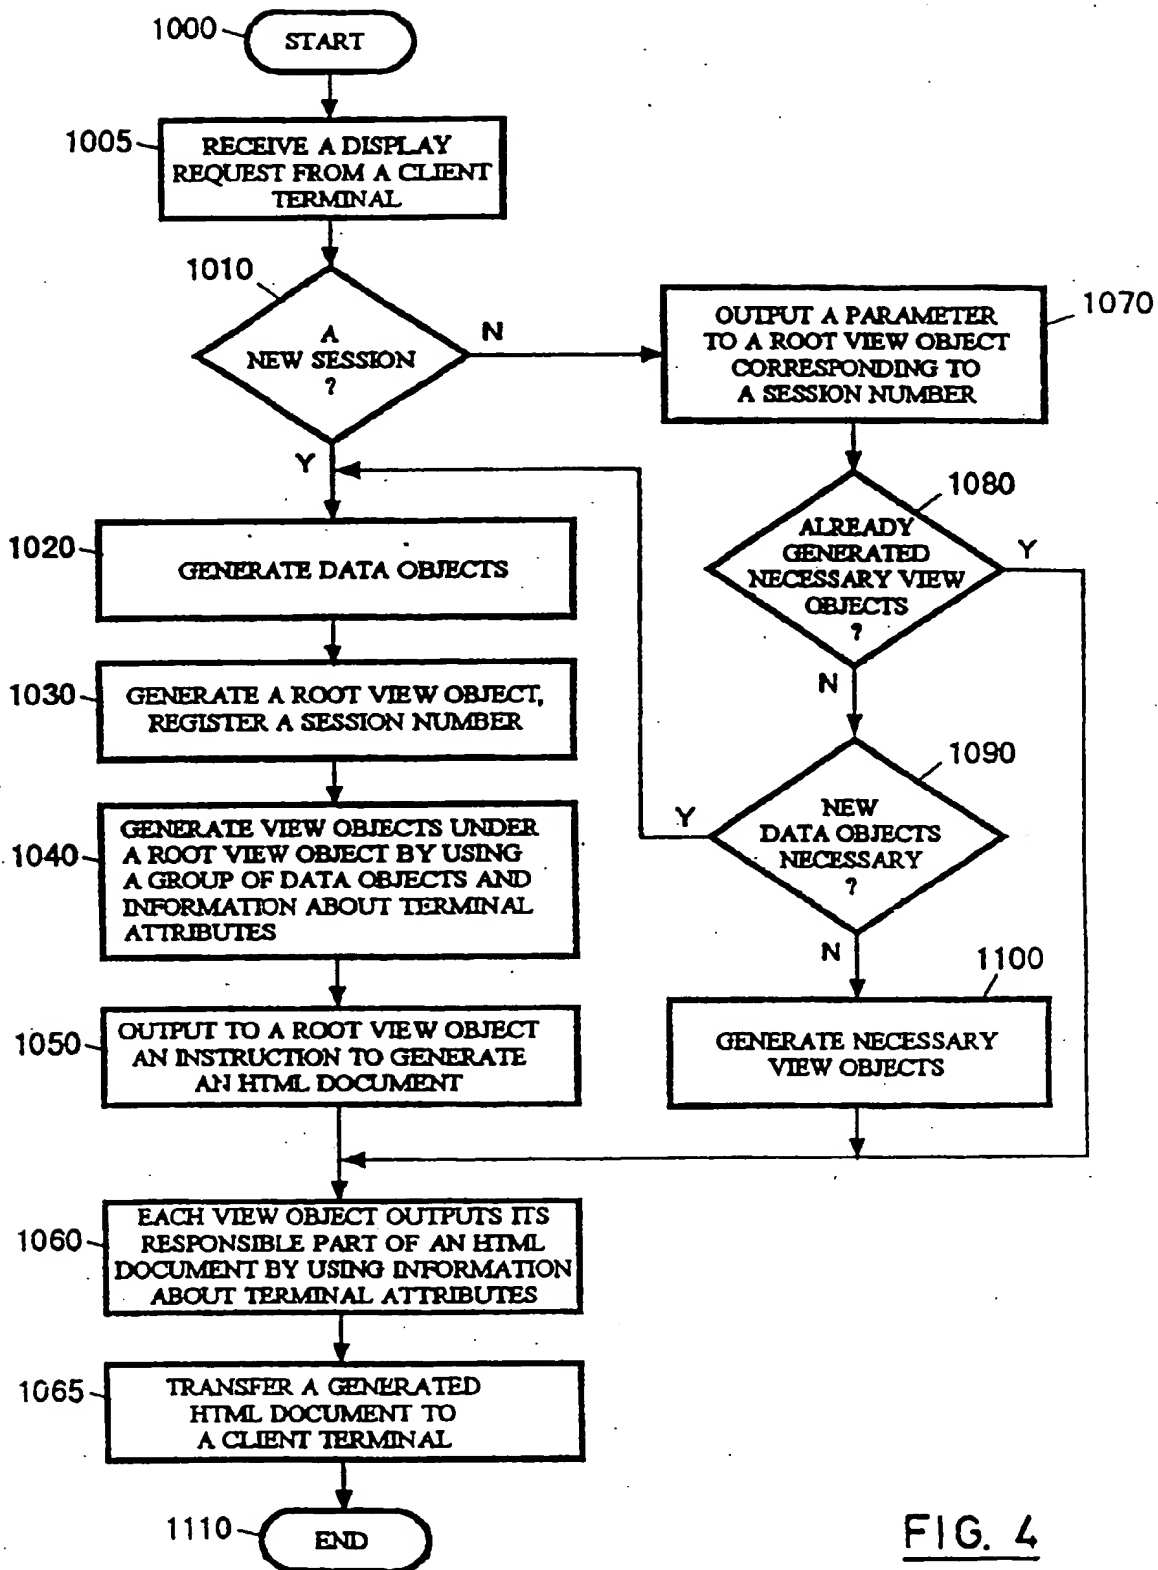 1000
START
1005
RECEIVE A DISPLAY
REQUEST FROM A CLIENT
TERMINAL
1010
A
NEW SESSION
?
N
Y
1070
OUTPUT A PARAMETER
TO A ROOT VIEW OBJECT
CORRESPONDING TO
A SESSION NUMBER
1080
ALREADY
GENERATED
NECESSARY VIEW
OBJECTS
?
Y
N
1020
GENERATE DATA OBJECTS
1030
GENERATE A ROOT VIEW OBJECT,
REGISTER A SESSION NUMBER
1090
NEW
DATA OBJECTS
NECESSARY
?
Y
N
1040
GENERATE VIEW OBJECTS UNDER
A ROOT VIEW OBJECT BY USING
A GROUP OF DATA OBJECTS AND
INFORMATION ABOUT TERMINAL
ATTRIBUTES
1100
GENERATE NECESSARY
VIEW OBJECTS
1050
OUTPUT TO A ROOT VIEW OBJECT
AN INSTRUCTION TO GENERATE
AN HTML DOCUMENT
1060
EACH VIEW OBJECT OUTPUTS ITS
RESPONSIBLE PART OF AN HTML
DOCUMENT BY USING INFORMATION
ABOUT TERMINAL ATTRIBUTES
1065
TRANSFER A GENERATED
HTML DOCUMENT TO
A CLIENT TERMINAL
1110
END
FIG. 4